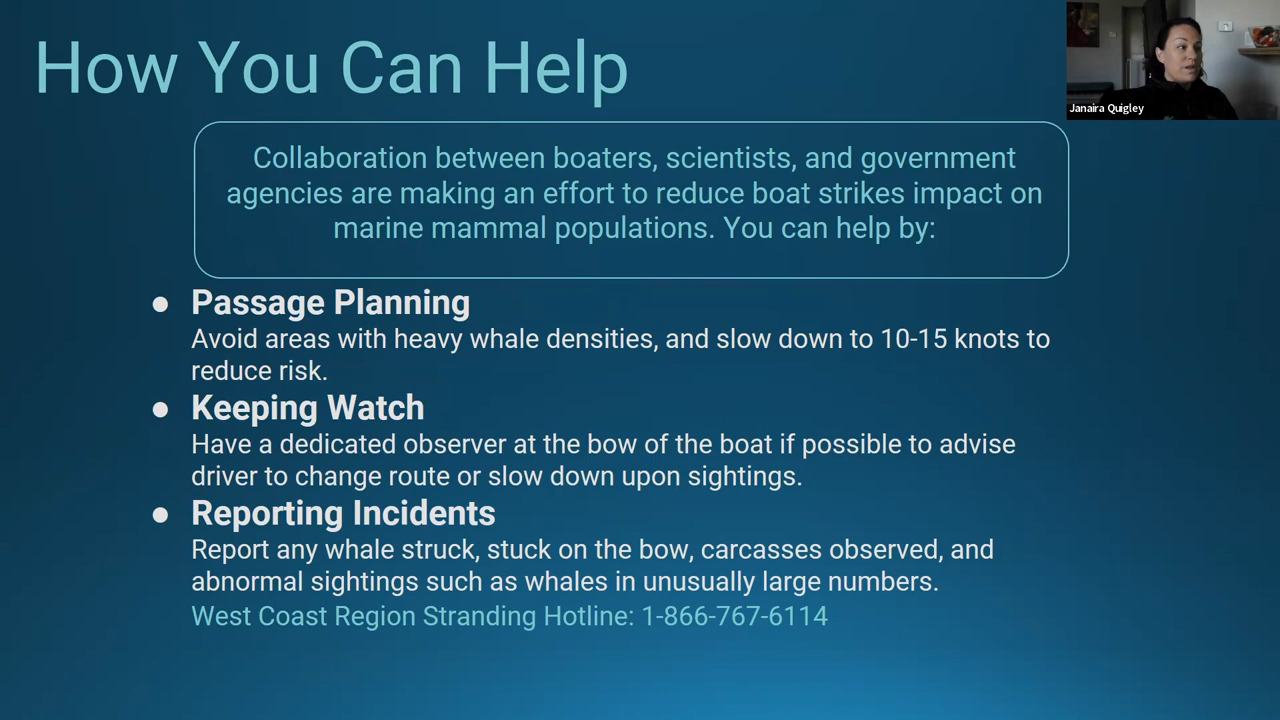 How You Can Help
Janaira Quigley
Collaboration between boaters, scientists, and government
agencies are making an effort to reduce boat strikes impact on
marine mammal populations. You can help by:
● Passage Planning
Avoid areas with heavy whale densities, and slow down to 10-15 knots to
reduce risk.
● Keeping Watch
Have a dedicated observer at the bow of the boat if possible to advise
driver to change route or slow down upon sightings.
● Reporting Incidents
Report any whale struck, stuck on the bow, carcasses observed, and
abnormal sightings such as whales in unusually large numbers.
West Coast Region Stranding Hotline: 1-866-767-6114